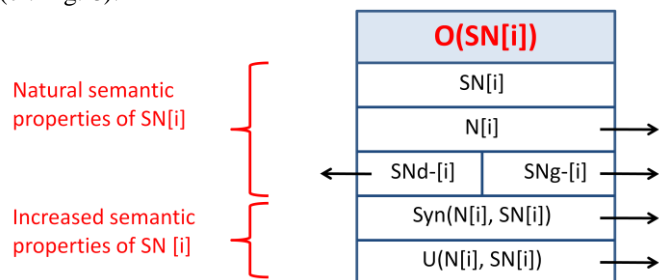 O(SN[i])
Natural semantic
properties of SN[i]
SN[i]
N[i]
SNd-[i] SNg-[i]
Increased semantic
properties of SN [i]
Syn(N[i], SN[i])
U(N[i], SN[i])